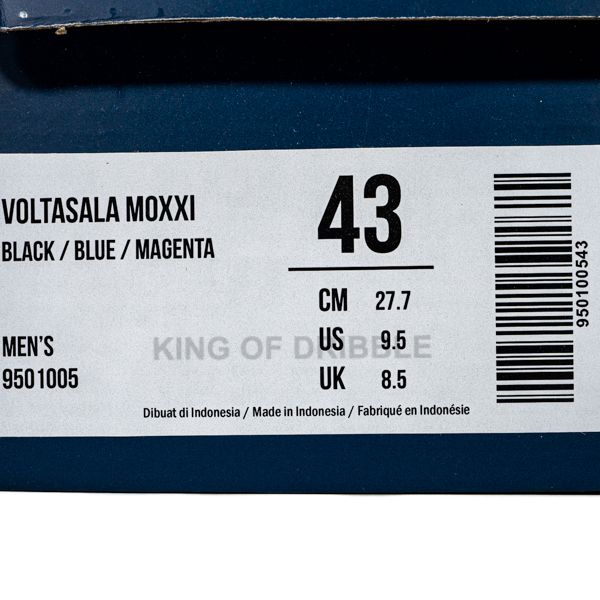 VOLTASALA MOXXI
BLACK / BLUE / MAGENTA
43
CM 27.7
US 9.5
UK 8.5
MEN'S
9501005
KING OF DRIBBLE
Dibuat di Indonesia / Made in Indonesia / Fabriqué en Indonésie
950100543